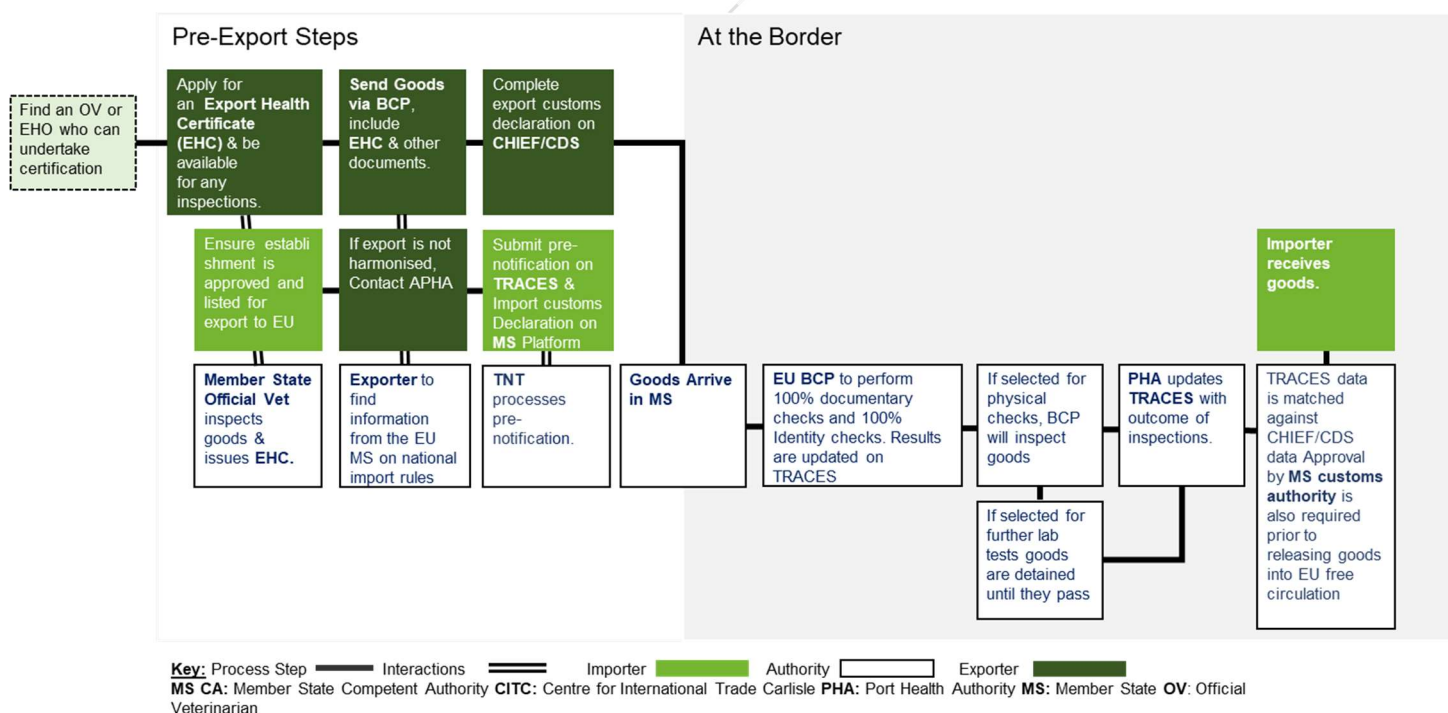 Pre-Export Steps
At the Border
Find an OV or
EHO who can
undertake
certification
Apply for
an Export Health
Certificate
(EHC) & be
available
for any
inspections.
Send Goods
via BCP,
include
EHC & other
documents.
Complete
export customs
declaration on
CHIEF/CDS
Ensure establi
shment is
approved and
listed for
export to EU
If export is not
harmonised,
Contact APHA
Submit pre-
notification on
TRACES &
Import customs
Declaration on
MS Platform
Importer
receives
goods.
Member State
Official Vet
inspects
goods &
issues EHC.
Exporter to
find
information
from the EU
MS on national
import rules
TNT
processes
pre-
notification.
Goods Arrive
in MS
EU BCP to perform
100% documentary
checks and 100%
Identity checks. Results
are updated on
TRACES
If selected for
physical
checks, BCP
will inspect
goods
PHA updates
TRACES with
outcome of
inspections.
TRACES data
is matched
against
CHIEF/CDS
data Approval
by MS customs
authority is
also required
prior to
releasing goods
into EU free
circulation
If selected for
further lab
tests goods
are detained
until they pass
Key: Process Step Interactions Importer Authority Exporter
MS CA: Member State Competent Authority CITC: Centre for International Trade Carlisle PHA: Port Health Authority MS: Member State OV: Official
Veterinarian